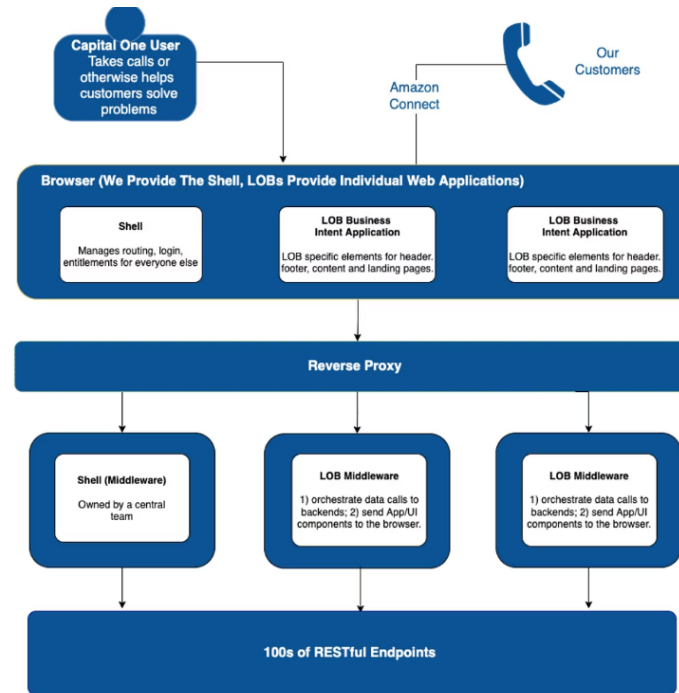 Capital One User
Takes calls or
otherwise helps
customers solve
problems
Amazon
Connect
Our
Customers
Browser (We Provide The Shell, LOBs Provide Individual Web Applications)
Shell
Manages routing, login,
entitlements for everyone else
LOB Business
Intent Application
LOB specific elements for header.
footer, content and landing pages.
LOB Business
Intent Application
LOB specific elements for header.
footer, content and landing pages.
Reverse Proxy
Shell (Middleware)
Owned by a central
team
LOB Middleware
1) orchestrate data calls to
backends; 2) send App/UI
components to the browser.
LOB Middleware
1) orchestrate data calls to
backends; 2) send App/UI
components to the browser.
100s of RESTful Endpoints